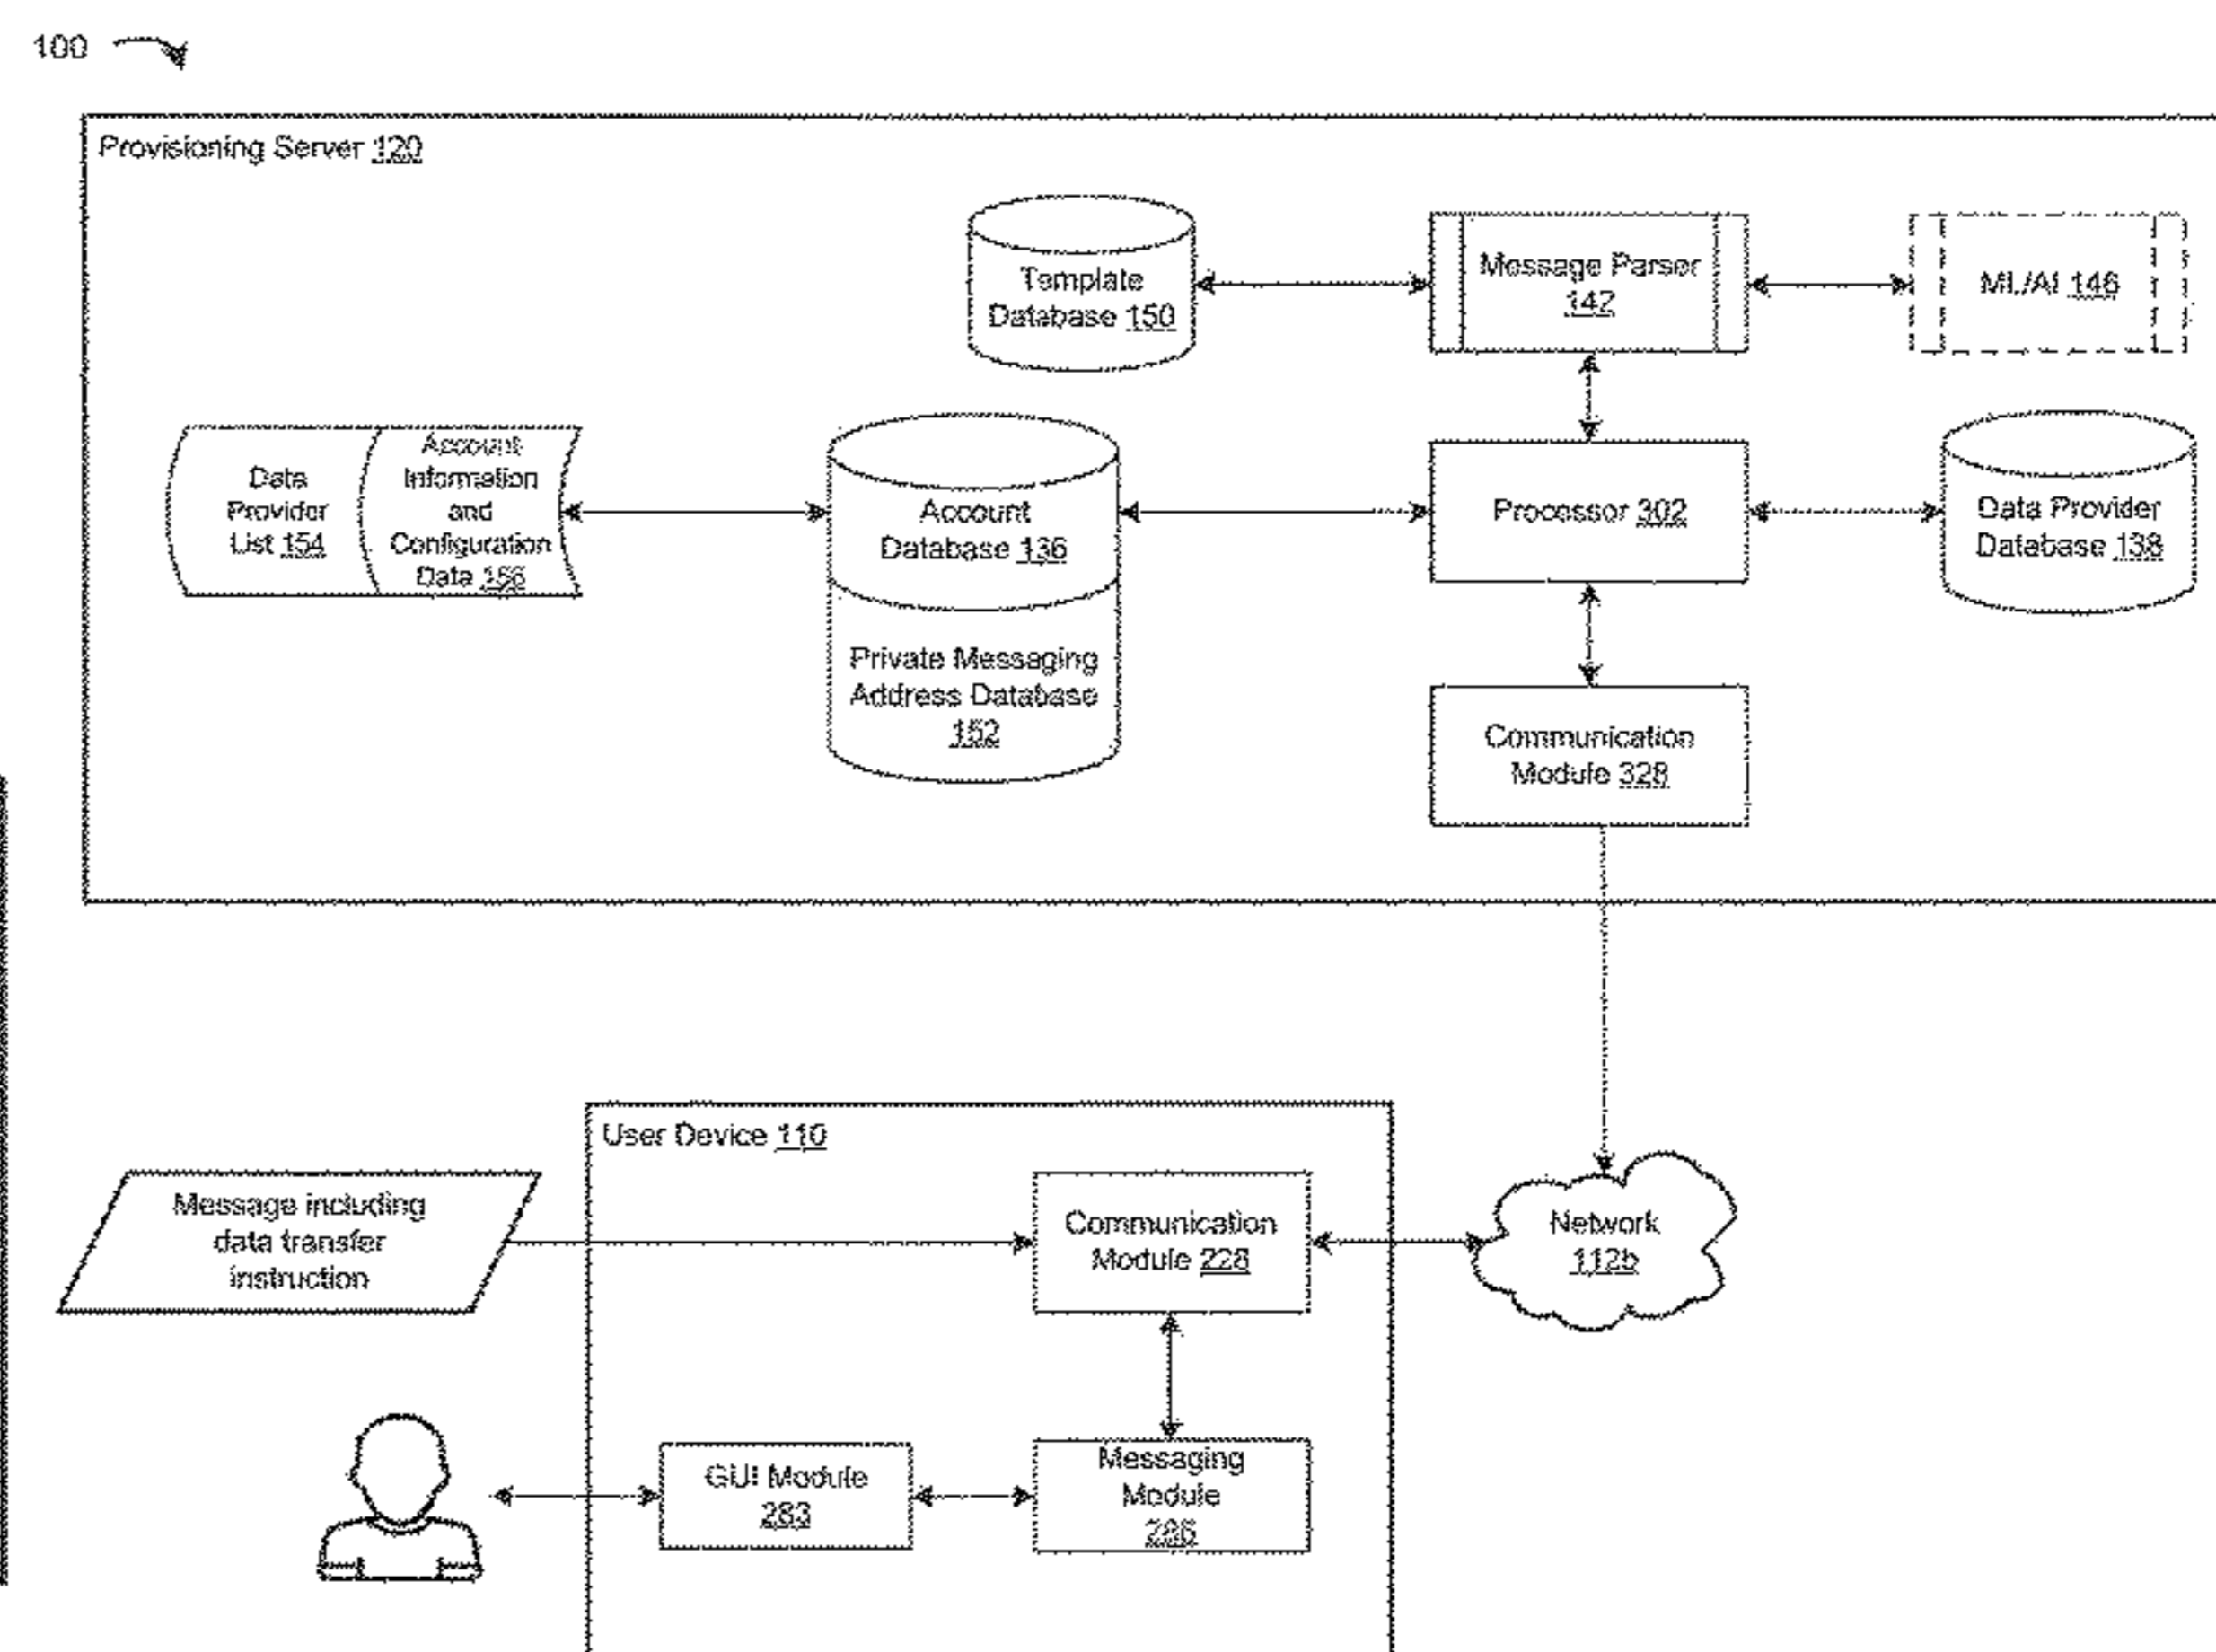 100
Provisioning Server 120
Template
Database 150
Message Parser
142
ML/AI 146
Data
Provider
List 154
Account
Information
and
Configuration
Data 156
Account
Database 136
Private Messaging
Address Database
152
Processor 302
Data Provider
Database 138
Communication
Module 328
User Device 110
Message including
data transfer
instruction
Communication
Module 228
Network
112b
GUI Module
283
Messaging
Module
286